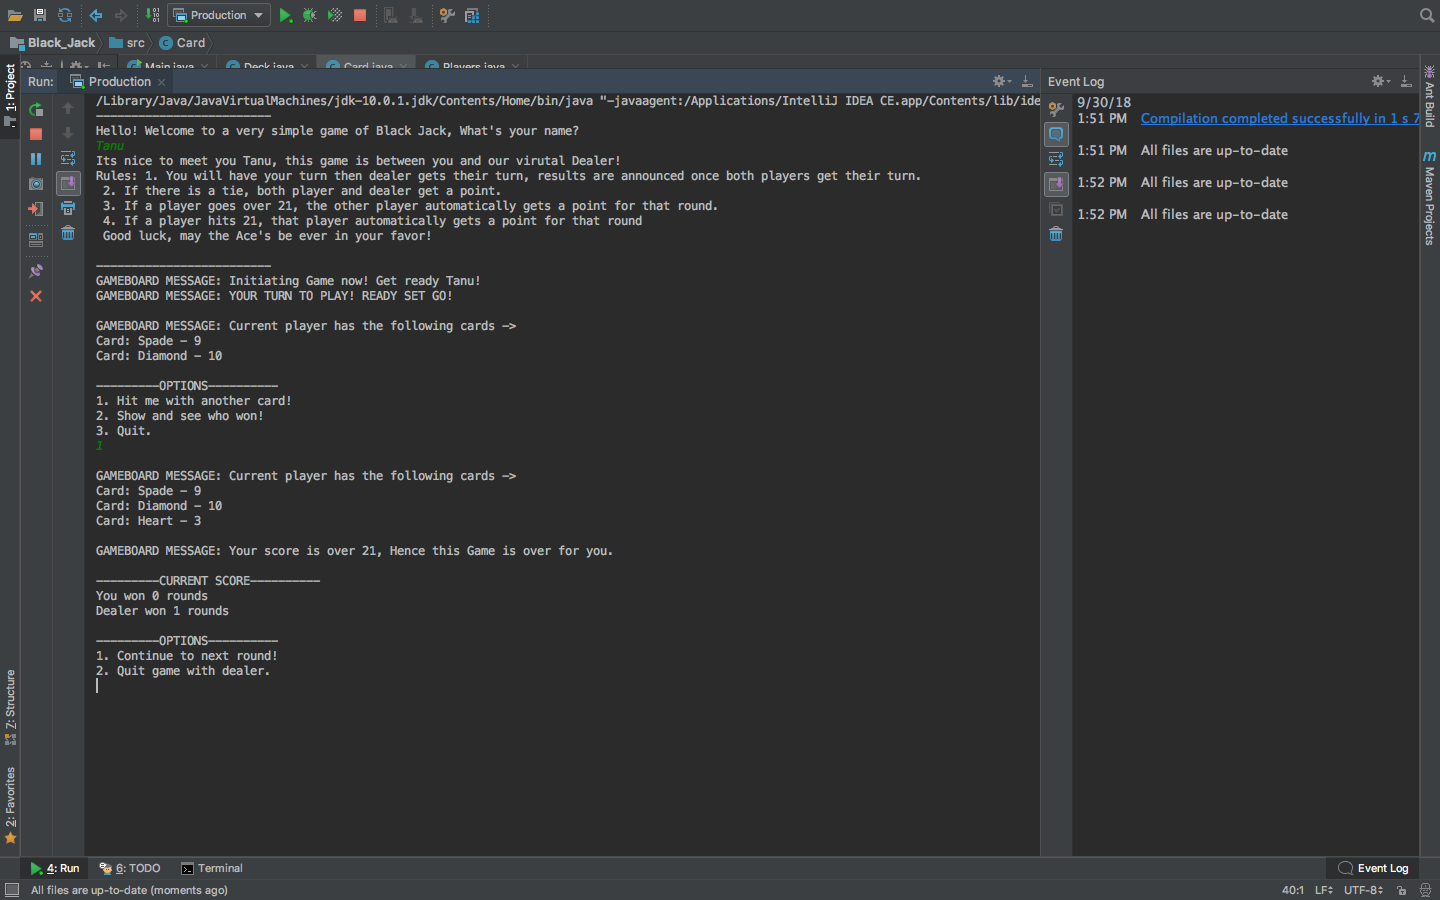 Production
Black_Jack
src
Card
Main.java
Deck.java
Card.java
Players.java
Run:
Production
Event Log
1: Project
7: Structure
2: Favorites
Ant Build
Maven Projects
/Library/Java/JavaVirtualMachines/jdk-10.0.1.jdk/Contents/Home/bin/java "-javaagent:/Applications/IntelliJ IDEA CE.app/Contents/lib/ide
-------------------------
Hello! Welcome to a very simple game of Black Jack, What's your name?
Tanu
Its nice to meet you Tanu, this game is between you and our virutal Dealer!
Rules: 1. You will have your turn then dealer gets their turn, results are announced once both players get their turn.
2. If there is a tie, both player and dealer get a point.
3. If a player goes over 21, the other player automatically gets a point for that round.
4. If a player hits 21, that player automatically gets a point for that round
Good luck, may the Ace's be ever in your favor!
-------------------------
GAMEBOARD MESSAGE: Initiating Game now! Get ready Tanu!
GAMEBOARD MESSAGE: YOUR TURN TO PLAY! READY SET GO!
GAMEBOARD MESSAGE: Current player has the following cards ->
Card: Spade - 9
Card: Diamond - 10
---------OPTIONS----------
1. Hit me with another card!
2. Show and see who won!
3. Quit.
1
GAMEBOARD MESSAGE: Current player has the following cards ->
Card: Spade - 9
Card: Diamond - 10
Card: Heart - 3
GAMEBOARD MESSAGE: Your score is over 21, Hence this Game is over for you.
---------CURRENT SCORE----------
You won 0 rounds
Dealer won 1 rounds
---------OPTIONS----------
1. Continue to next round!
2. Quit game with dealer.
9/30/18
1:51 PM Compilation completed successfully in 1 s 7
1:51 PM All files are up-to-date
1:52 PM All files are up-to-date
1:52 PM All files are up-to-date
4: Run
6: TODO
Terminal
Event Log
All files are up-to-date (moments ago)
40:1 LF UTF-8